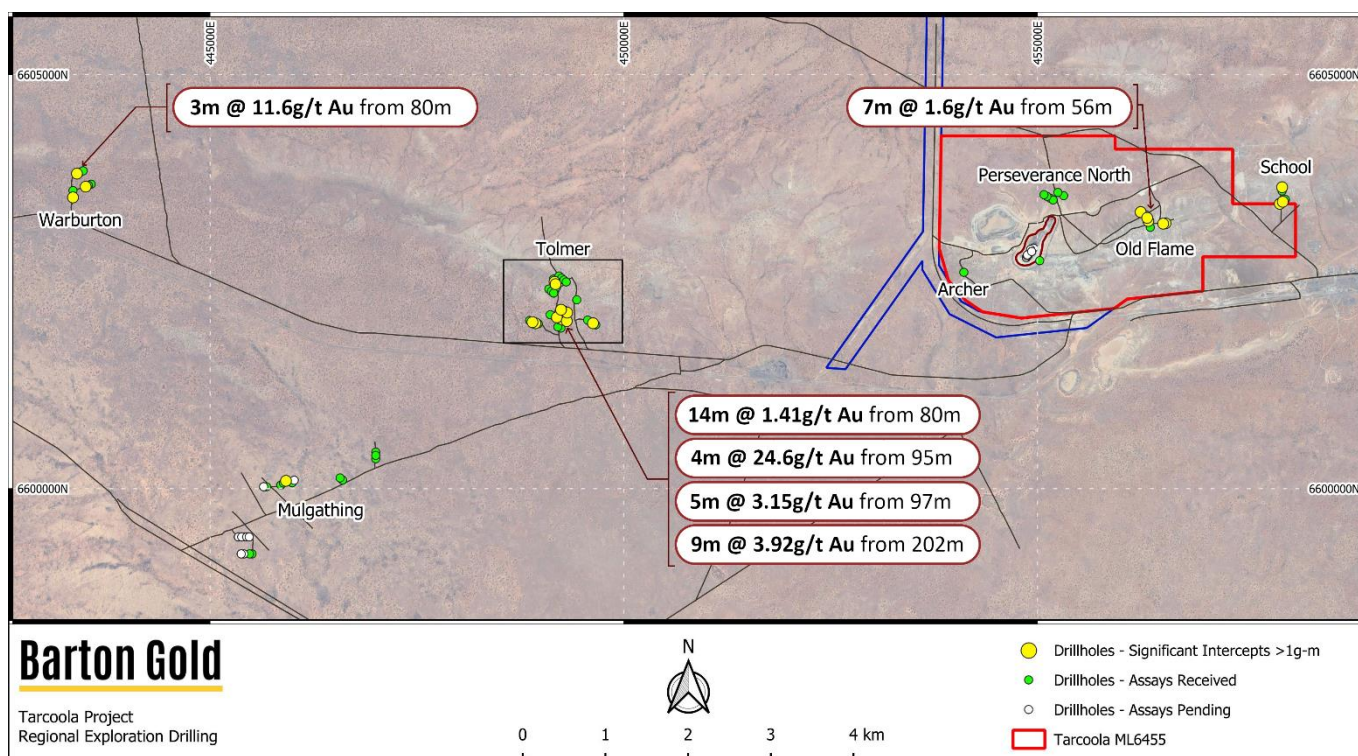 445000E
450000E
455000E
6605000N
6605000N
3m @ 11.6g/t Au from 80m
7m @ 1.6g/t Au from 56m
School
Perseverance North
Warburton
Tolmer
Old Flame
Archer
14m @ 1.41g/t Au from 80m
4m @ 24.6g/t Au from 95m
5m @ 3.15g/t Au from 97m
9m @ 3.92g/t Au from 202m
6600000N
6600000N
Mulgathing
Barton Gold
Tarcoola Project
Regional Exploration Drilling
N
0 1 2 3 4 km
Drillholes - Significant Intercepts >1g-m
Drillholes - Assays Received
Drillholes - Assays Pending
Tarcoola ML6455